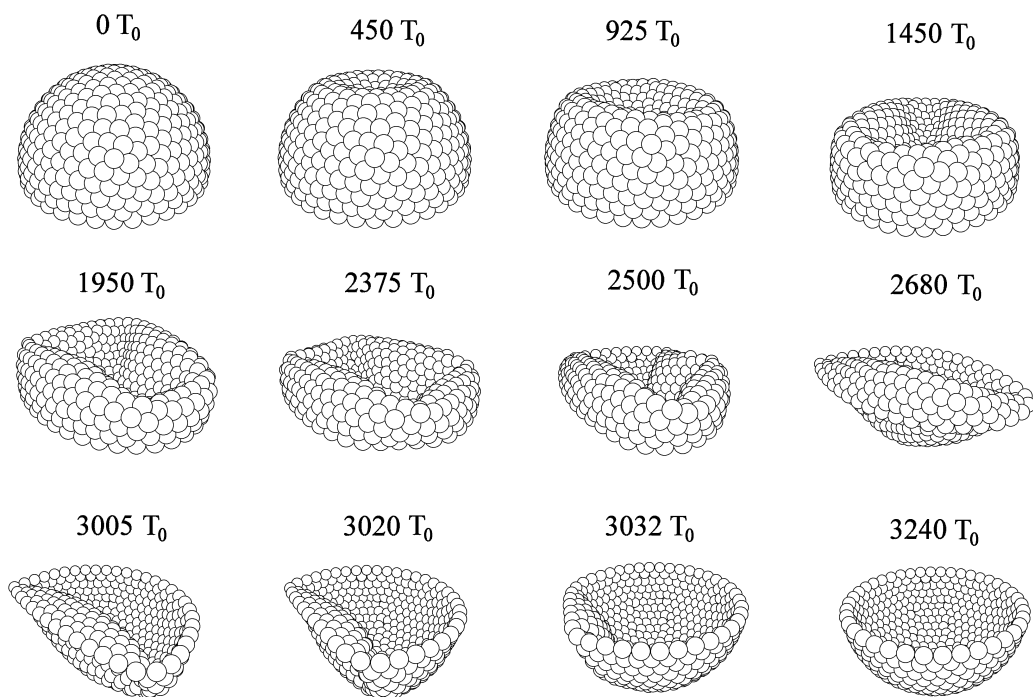 0 T₀
450 T₀
925 T₀
1450 T₀
1950 T₀
2375 T₀
2500 T₀
2680 T₀
3005 T₀
3020 T₀
3032 T₀
3240 T₀